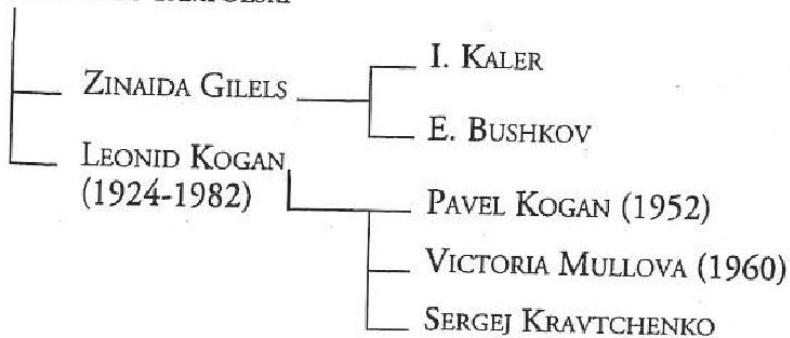 ZINAIDA GILELS
I. KALER
E. BUSHKOV
LEONID KOGAN
(1924-1982)
PAVEL KOGAN (1952)
VICTORIA MULLOVA (1960)
SERGEJ KRAVTCHENKO